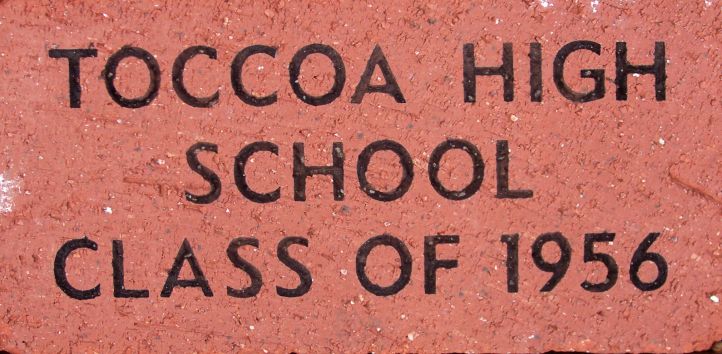 TOCCOA HIGH
SCHOOL
CLASS OF 1956